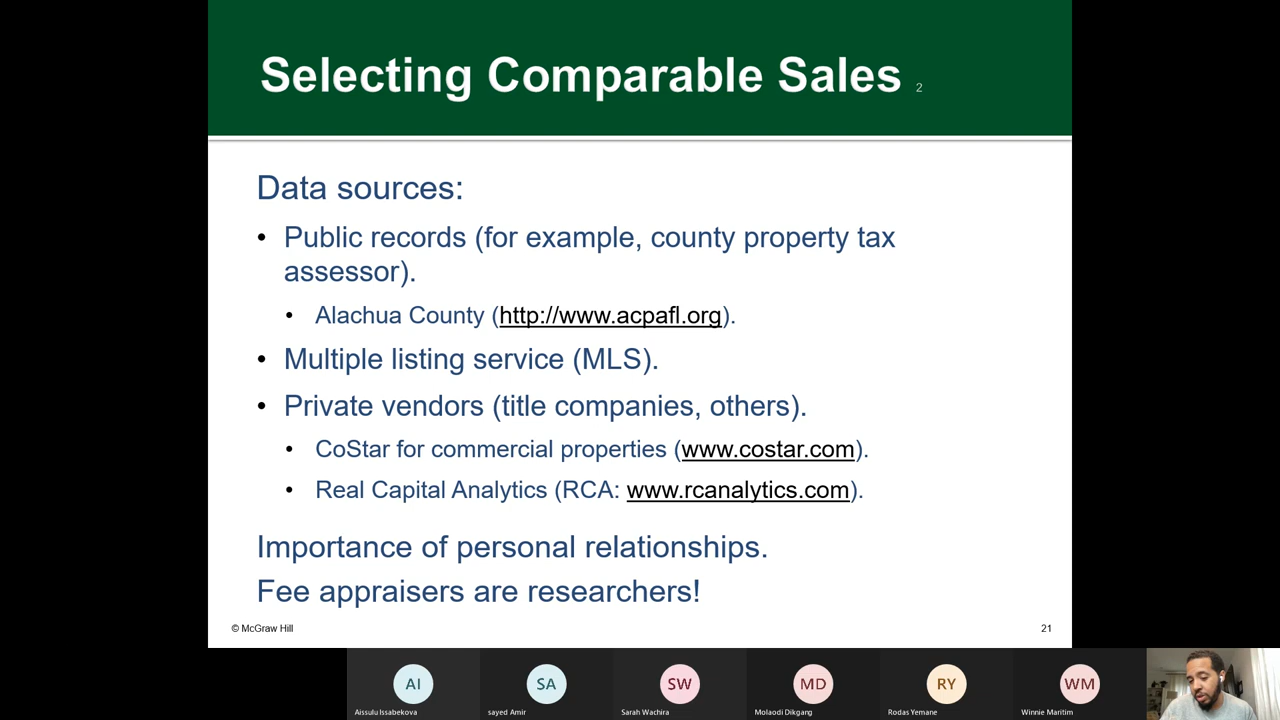 Selecting Comparable Sales 2
Data sources:
• Public records (for example, county property tax
assessor).
• Alachua County (http://www.acpafl.org).
• Multiple listing service (MLS).
• Private vendors (title companies, others).
• CoStar for commercial properties (www.costar.com).
• Real Capital Analytics (RCA: www.rcanalytics.com).
Importance of personal relationships.
Fee appraisers are researchers!
© McGraw Hill
21
AI
SA
SW
MD
RY
WM
Aissulu Issabekova
sayed Amir
Sarah Wachira
Molaodi Dikgang
Rodas Yemane
Winnie Maritim